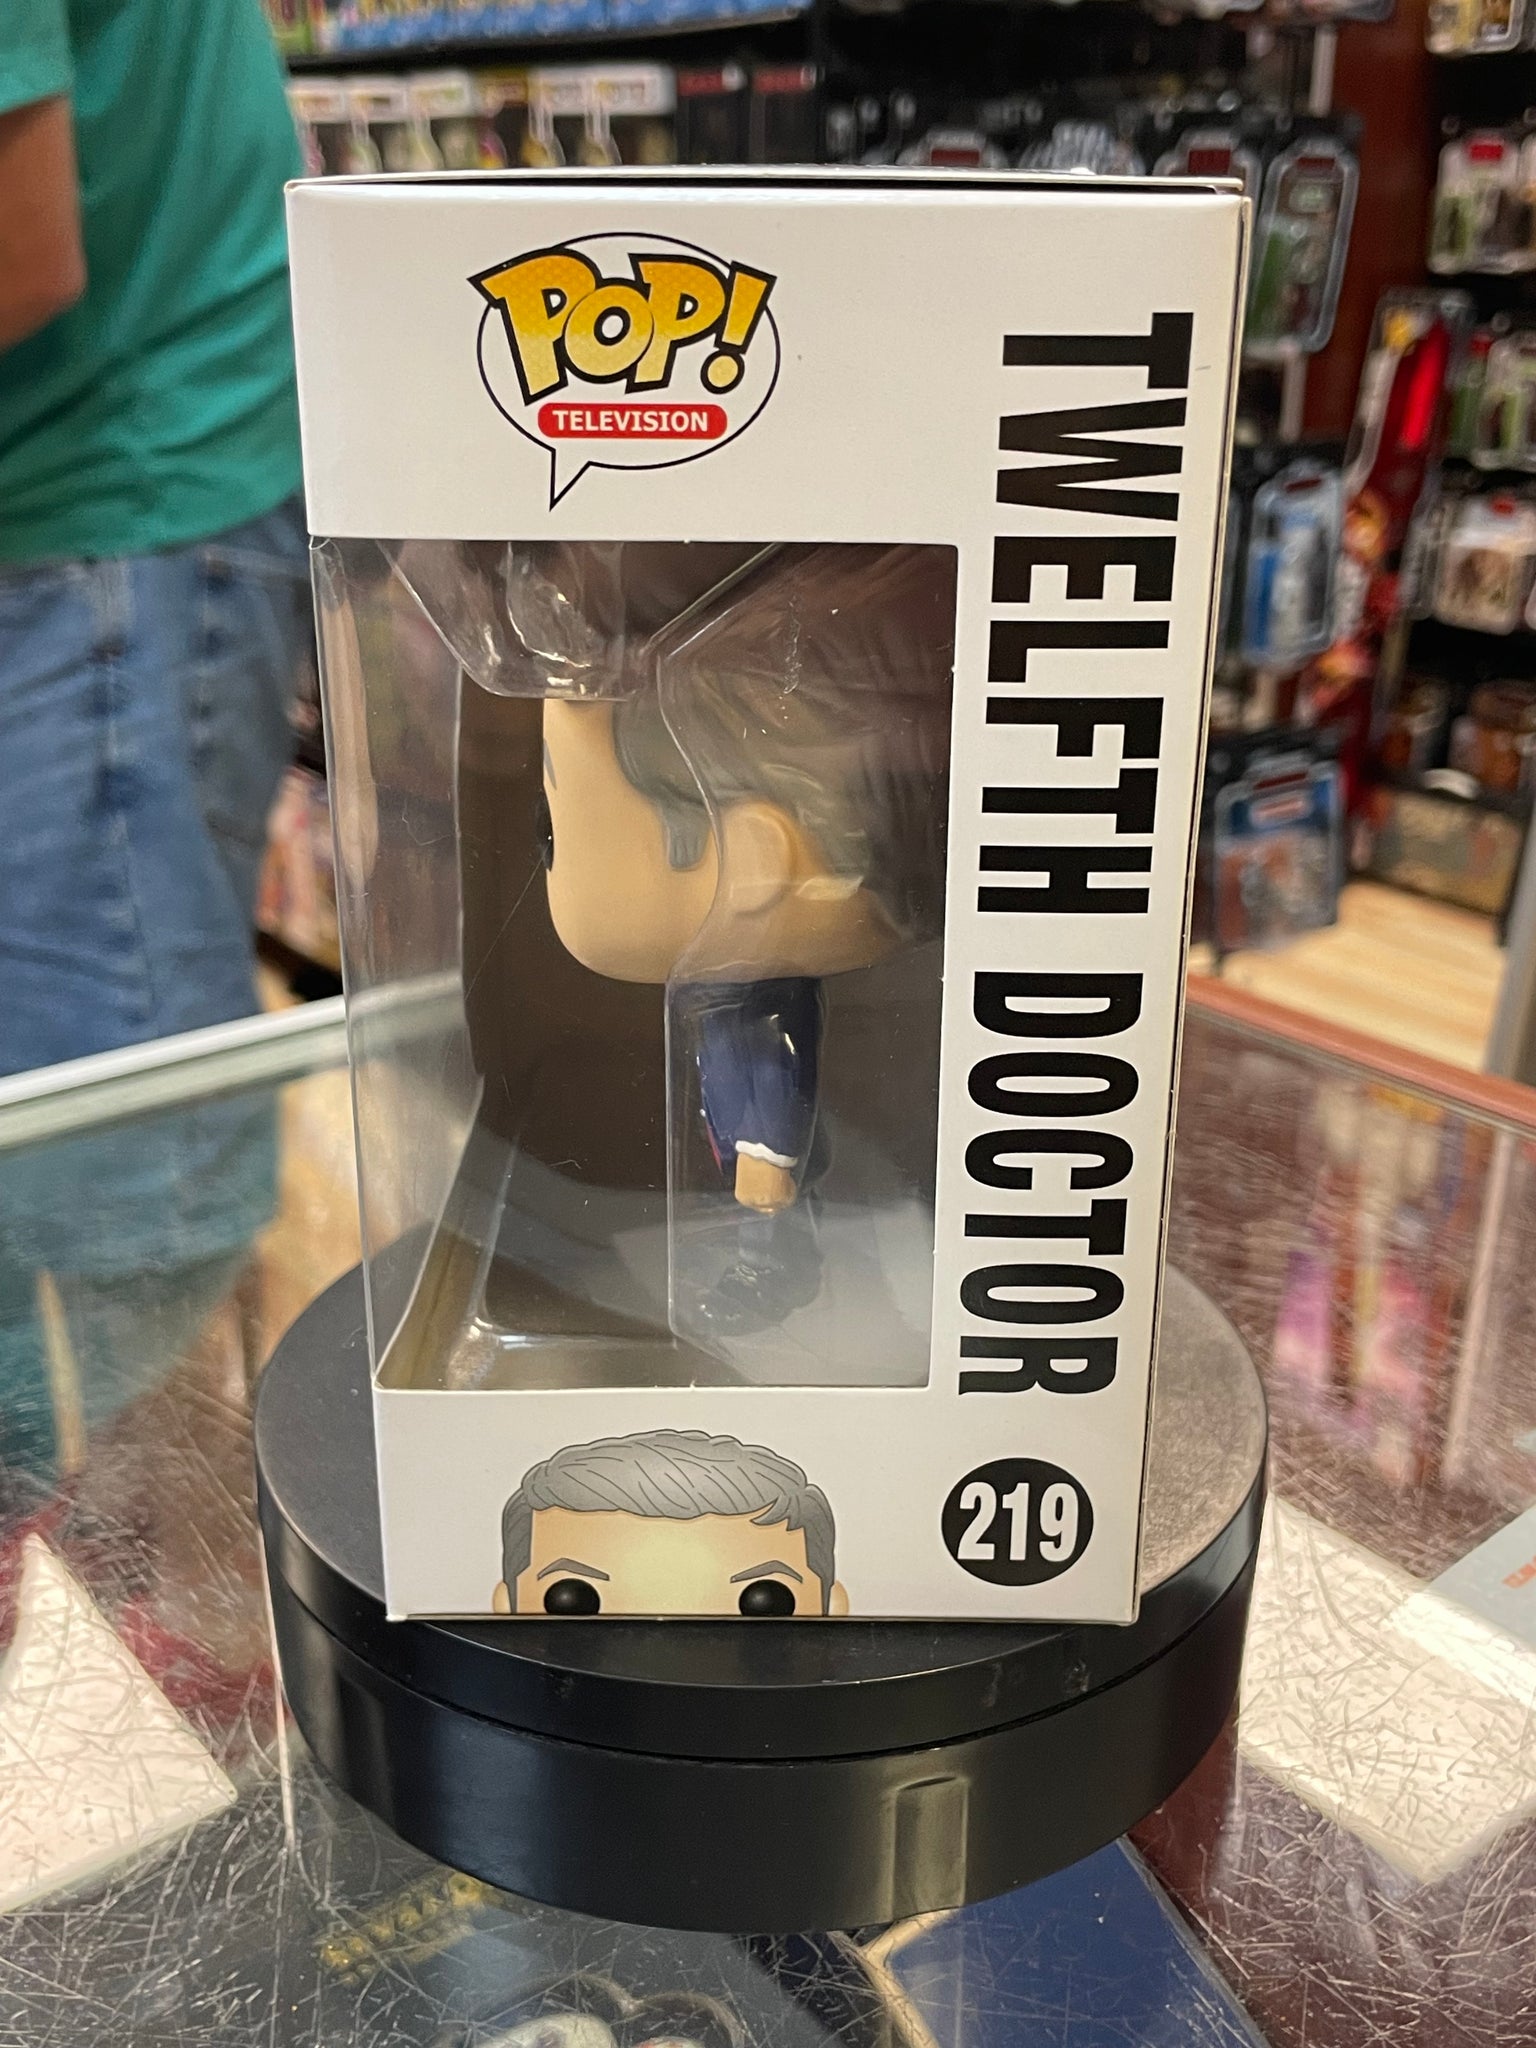 POP!
TELEVISION
TWELFTH DOCTOR
219